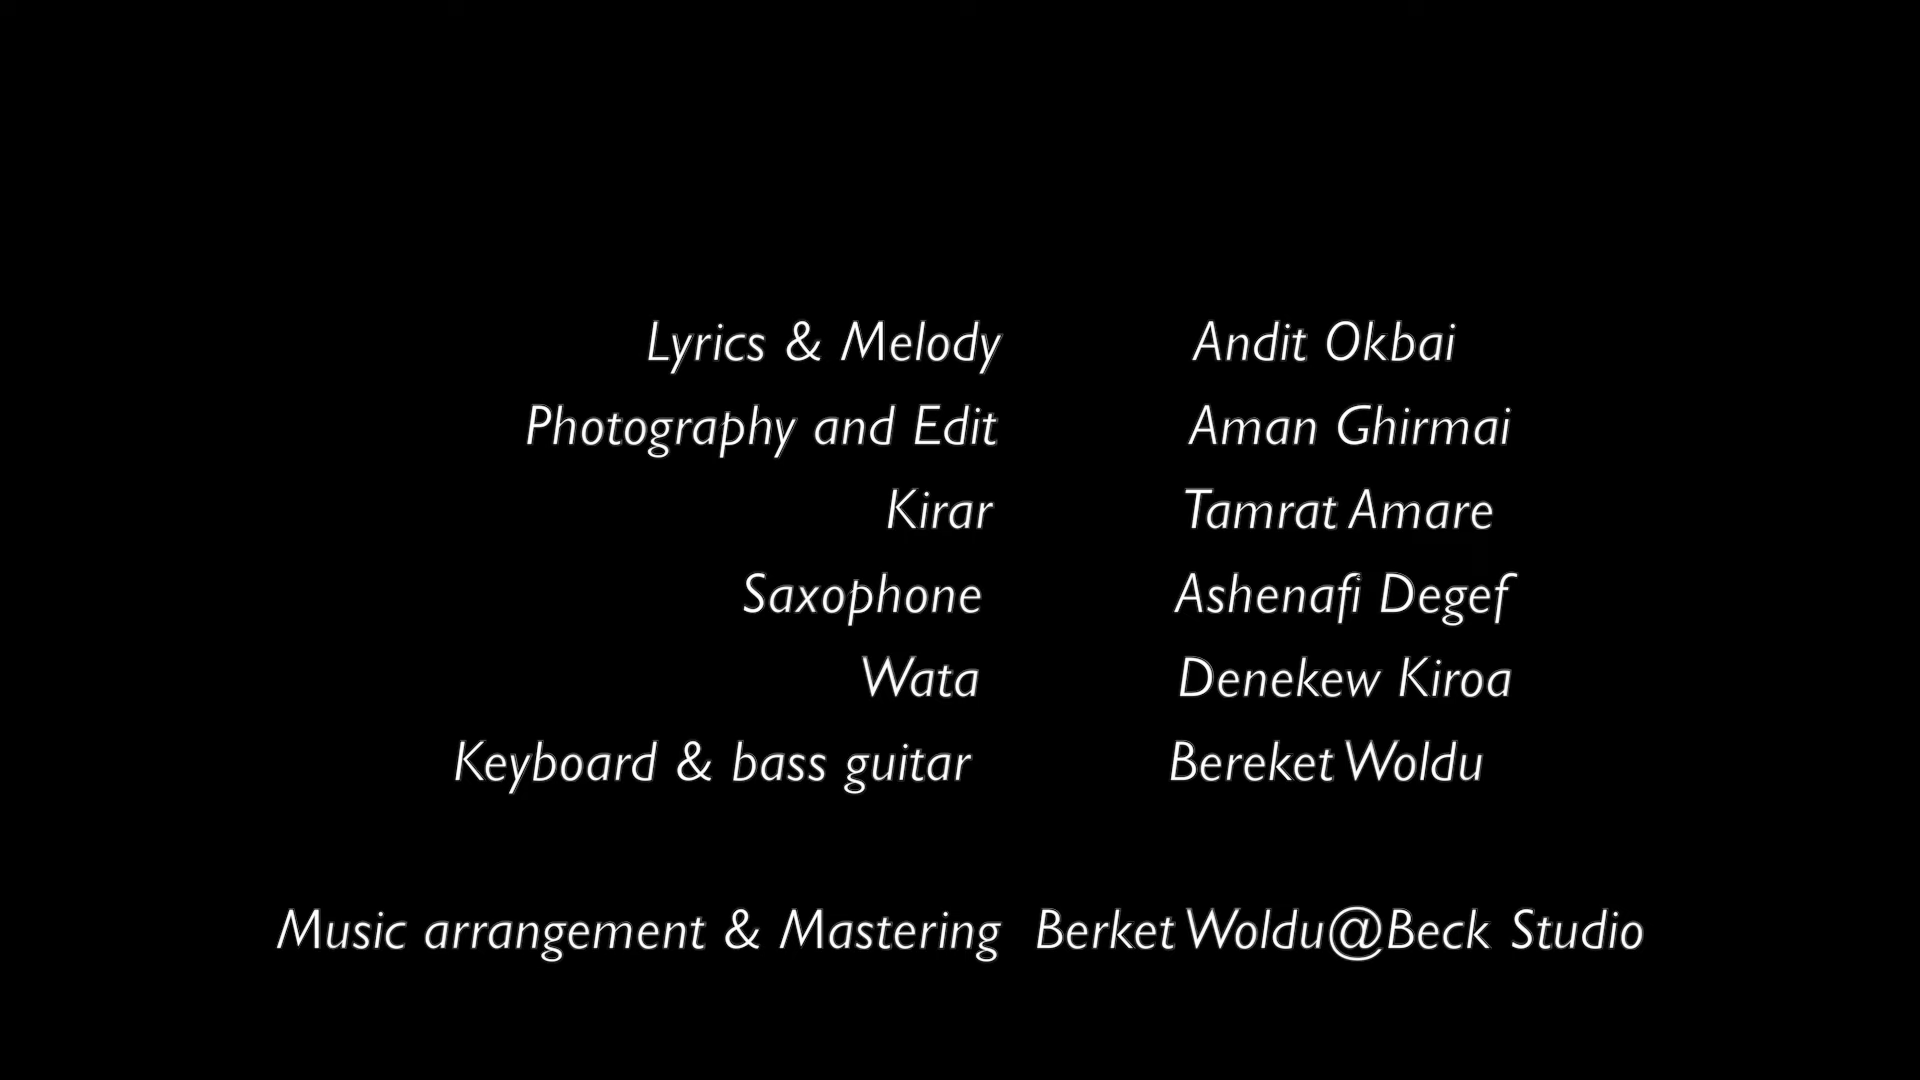 Lyrics & Melody Andit Okbai
Photography and Edit Aman Ghirmai
Kirar Tamrat Amare
Saxophone Ashenafi Degef
Wata Denekew Kiroa
Keyboard & bass guitar Bereket Woldu
Music arrangement & Mastering Berket Woldu@Beck Studio